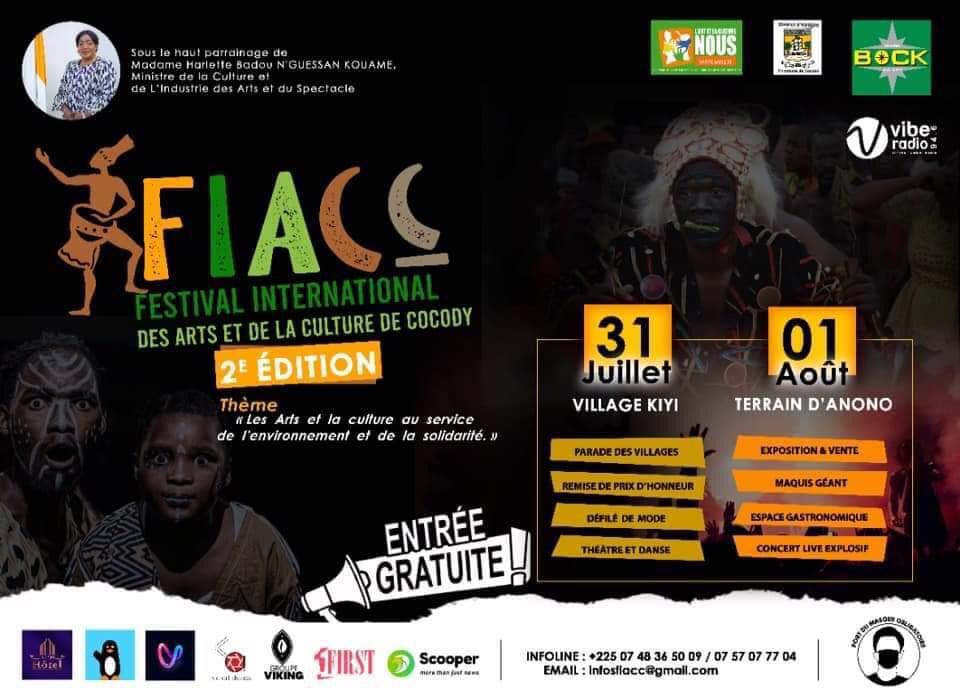 Sous le haut parrainage de
Madame Harlette Badou N'GUESSAN KOUAME,
Ministre de la Culture et
de L'Industrie des Arts et du Spectacle
NOUS
BOCK
vibe
radio
FIACC
FESTIVAL INTERNATIONAL
DES ARTS ET DE LA CULTURE DE COCODY
2E ÉDITION
Thème
« Les Arts et la culture au service
de l'environnement et de la solidarité. »
31
Juillet
VILLAGE KIYI
PARADE DES VILLAGES
REMISE DE PRIX D'HONNEUR
DÉFILÉ DE MODE
THÉÂTRE ET DANSE
01
Août
TERRAIN D'ANONO
EXPOSITION & VENTE
MAQUIS GÉANT
ESPACE GASTRONOMIQUE
CONCERT LIVE EXPLOSIF
ENTRÉE
GRATUITE !
GROUPE
VIKING
FIRST
Scooper
more than just news
INFOLINE : +225 07 48 36 50 09 / 07 57 07 77 04
EMAIL : infosfiacc@gmail.com
PORT DU MASQUE OBLIGATOIRE